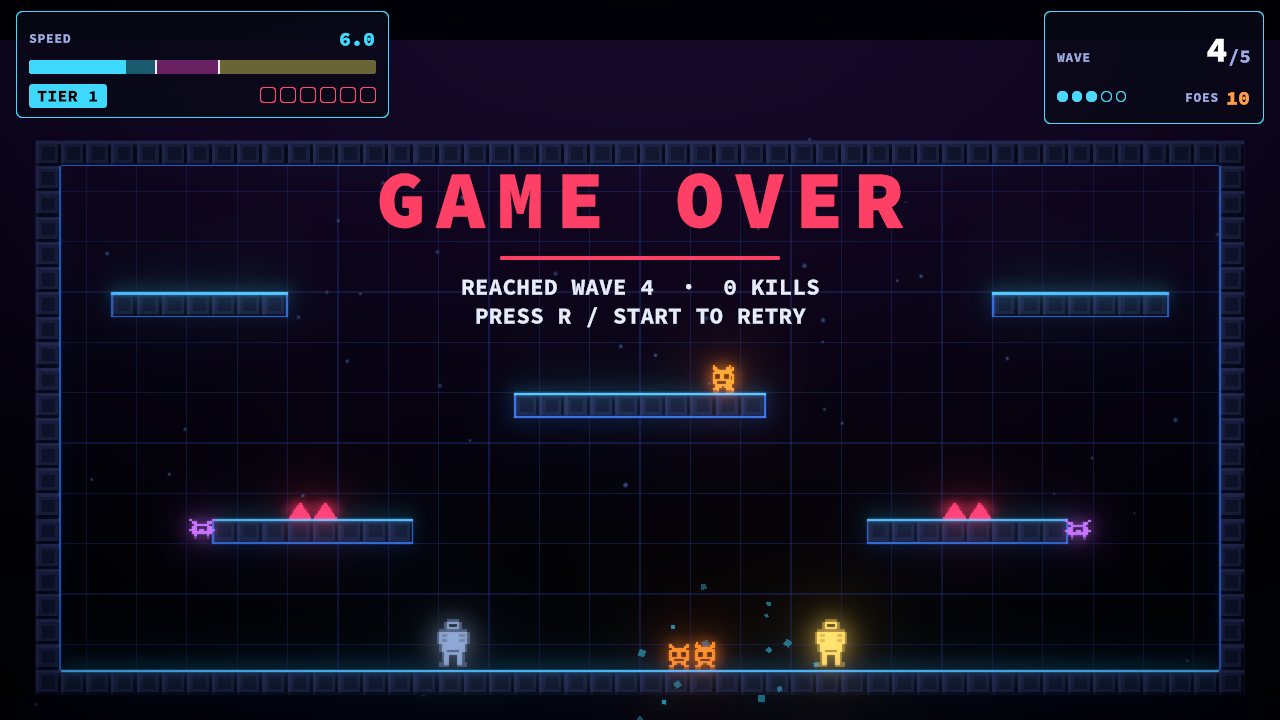 SPEED 6.0
TIER 1
WAVE 4/5
FOES 10
GAME OVER
REACHED WAVE 4 · 0 KILLS
PRESS R / START TO RETRY